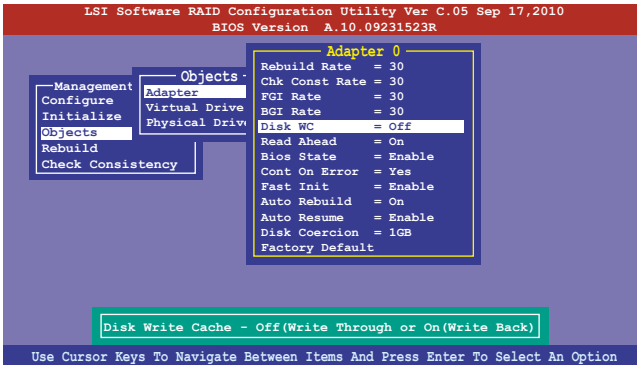 LSI Software RAID Configuration Utility Ver C.05 Sep 17,2010
BIOS Version A.10.09231523R
Management
Configure
Initialize
Objects
Rebuild
Check Consistency
Objects
Adapter
Virtual Drive
Physical Drive
Adapter 0
Rebuild Rate = 30
Chk Const Rate = 30
FGI Rate = 30
BGI Rate = 30
Disk WC = Off
Read Ahead = On
Bios State = Enable
Cont On Error = Yes
Fast Init = Enable
Auto Rebuild = On
Auto Resume = Enable
Disk Coercion = 1GB
Factory Default
Disk Write Cache - Off(Write Through or On(Write Back)
Use Cursor Keys To Navigate Between Items And Press Enter To Select An Option